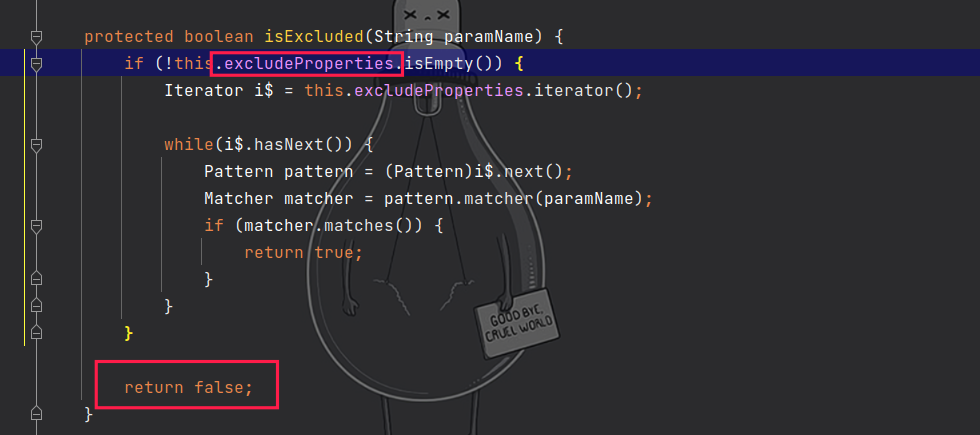 protected boolean isExcluded(String paramName) {
if (!this.excludeProperties.isEmpty()) {
Iterator i$ = this.excludeProperties.iterator();
while(i$.hasNext()) {
Pattern pattern = (Pattern)i$.next();
Matcher matcher = pattern.matcher(paramName);
if (matcher.matches()) {
return true;
}
}
}
return false;
}
GOOD BYE,
CRUEL WORLD